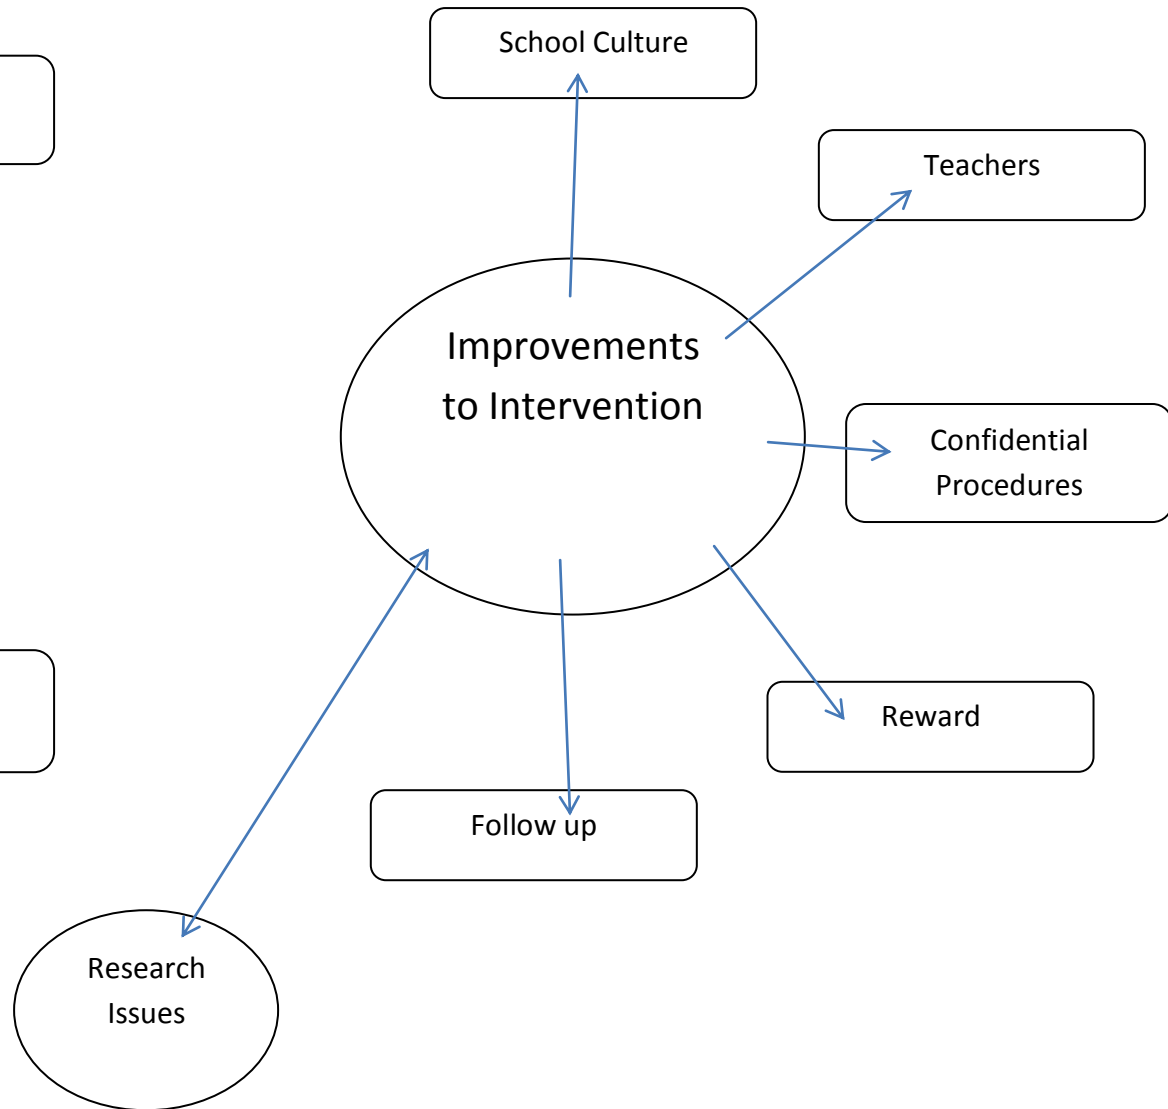 School Culture
Teachers
Improvements
to Intervention
Confidential
Procedures
Reward
Follow up
Research
Issues